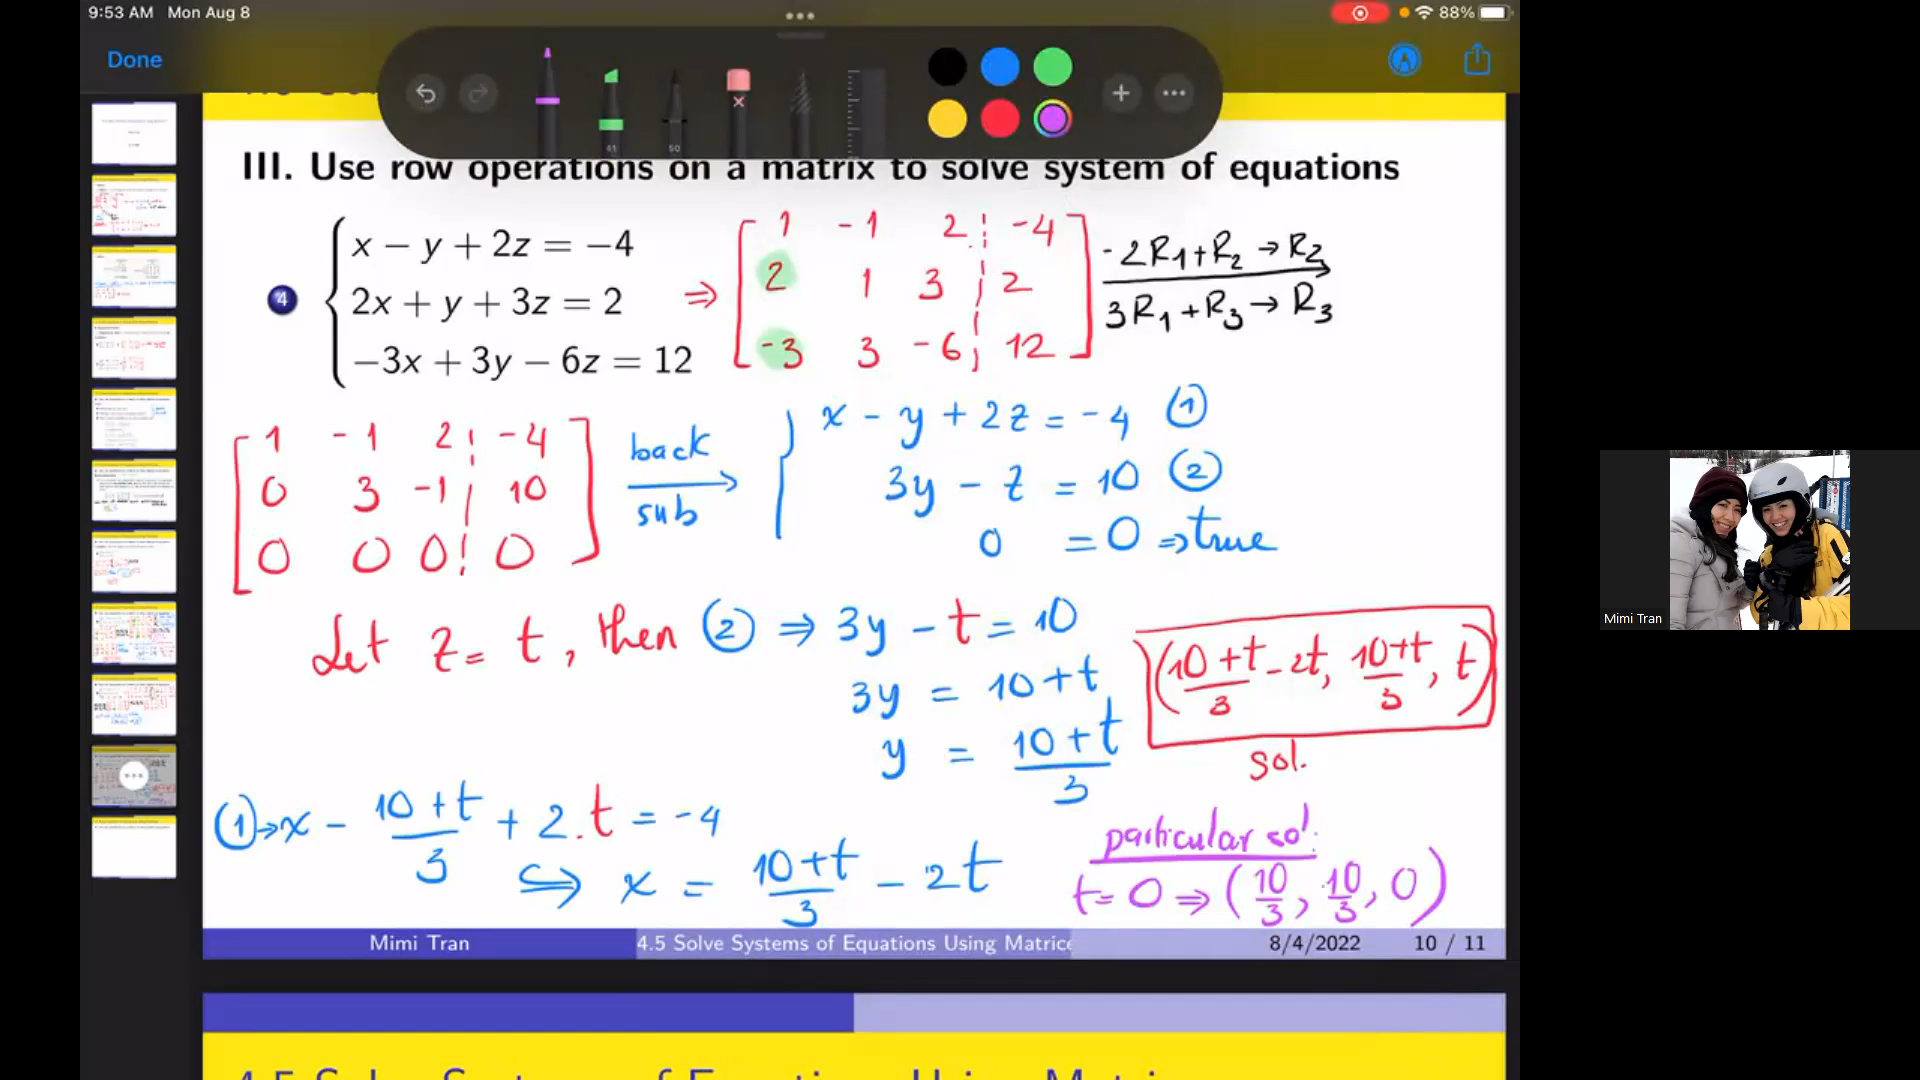 9:53 AM Mon Aug 8
88%
Done
III. Use row operations on a matrix to solve system of equations
4
x − y + 2z = −4
2x + y + 3z = 2
−3x + 3y − 6z = 12
⇒
1 -1 2 ¦ -4
2 1 3 ¦ 2
-3 3 -6 ¦ 12
-2R₁+R₂ → R₂
3R₁+R₃ → R₃
1 -1 2 ¦ -4
0 3 -1 ¦ 10
0 0 0 ¦ 0
back
sub
x - y + 2z = -4 ①
3y - z = 10 ②
0 = 0 ⇒ true
Let z = t, then ② ⇒ 3y - t = 10
3y = 10+t
y = (10+t)/3
((10+t)/3 - 2t, (10+t)/3, t)
sol.
① ⇒ x - (10+t)/3 + 2.t = -4
↪ x = (10+t)/3 - 2t
particular sol.
t = 0 ⇒ (10/3, 10/3, 0)
Mimi Tran 4.5 Solve Systems of Equations Using Matrice 8/4/2022 10 / 11
Mimi Tran